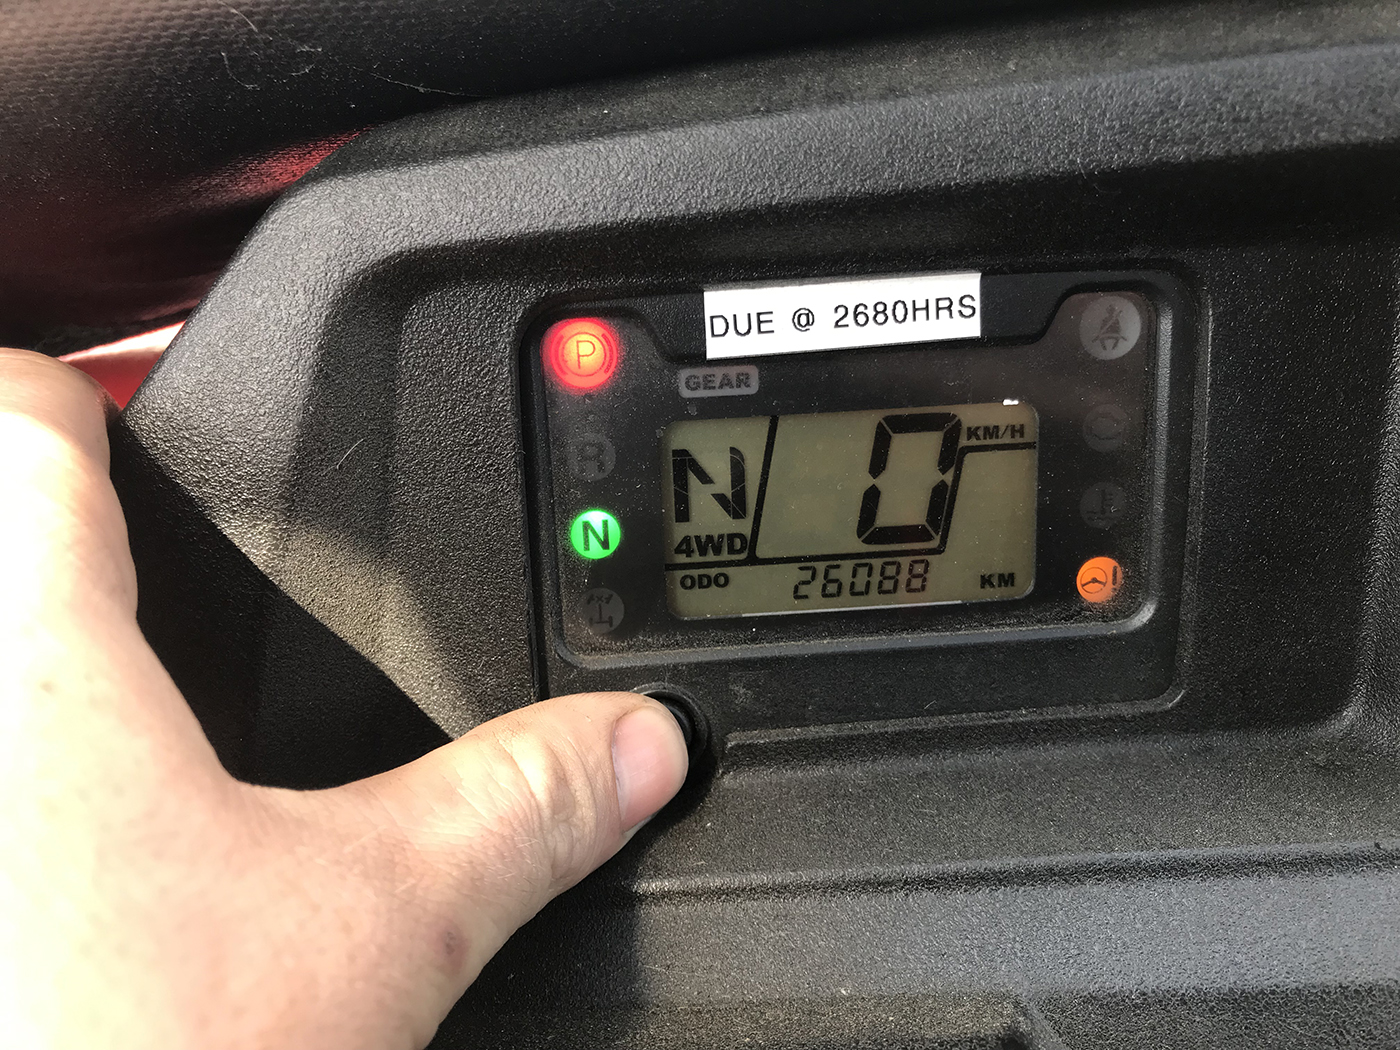 DUE @ 2680HRS
P
GEAR
R
N 0 KM/H
N
4WD
ODO 26088 KM